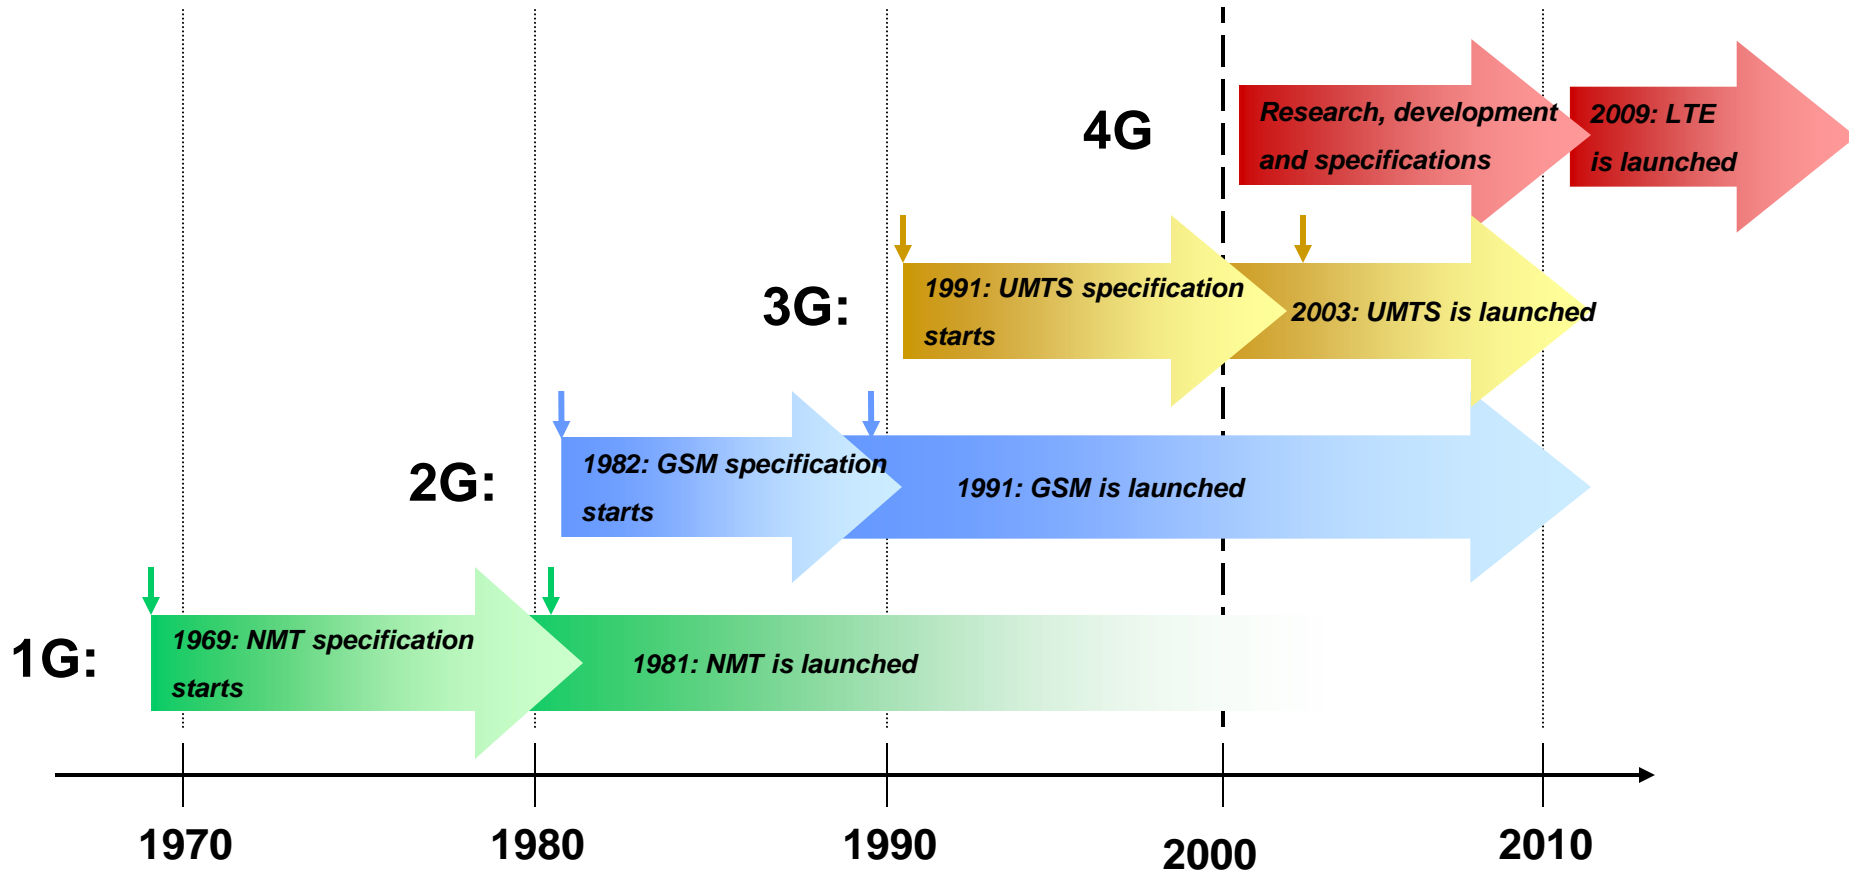 4G
Research, development
and specifications
2009: LTE
is launched
3G:
1991: UMTS specification
starts
2003: UMTS is launched
2G:
1982: GSM specification
starts
1991: GSM is launched
1G:
1969: NMT specification
starts
1981: NMT is launched
1970
1980
1990
2000
2010